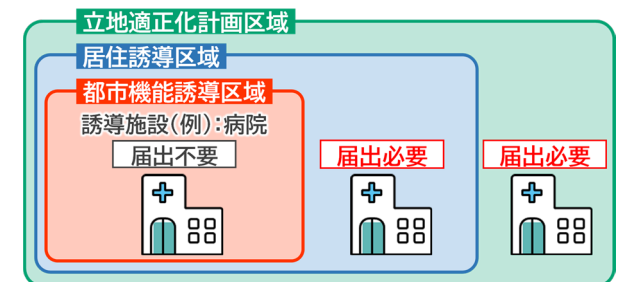 立地適正化計画区域
居住誘導区域
都市機能誘導区域
誘導施設(例):病院
届出不要
届出必要
届出必要